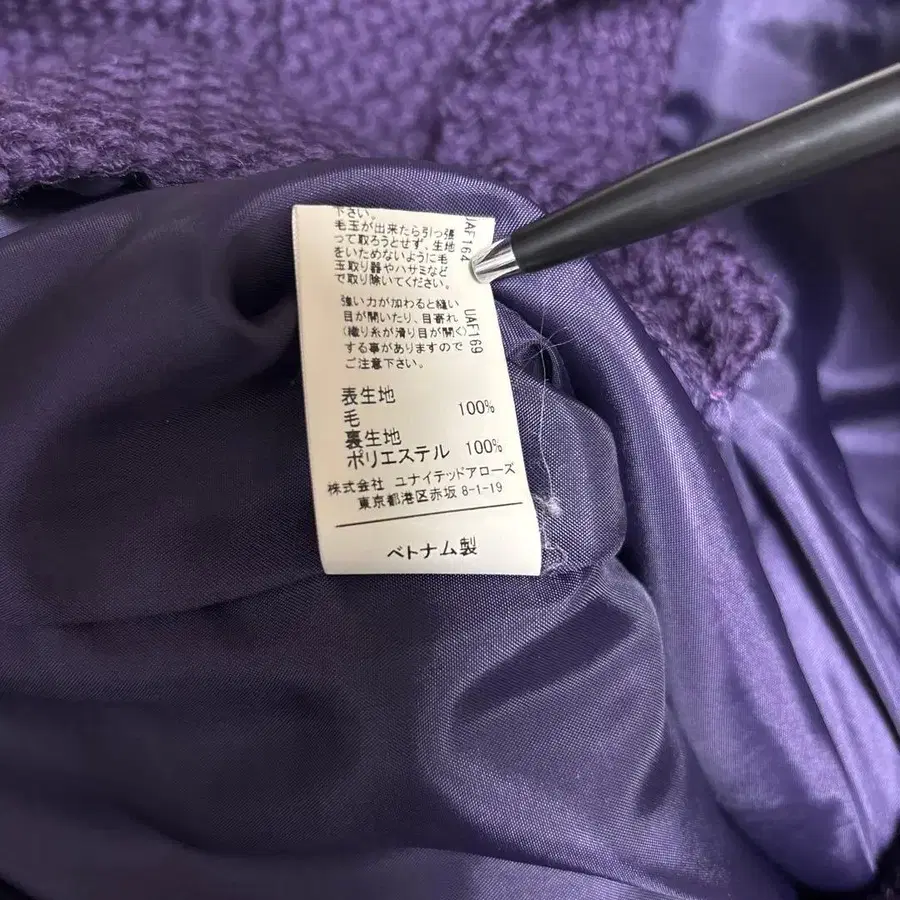 下さい。
毛玉が出来たら引っ張
って取ろうとせず、生地
をいためないように毛
玉取り器やハサミなど
で取り除いてください。
強い力が加わると縫い
目が開いたり、目寄れ
(織り糸が滑り目が開く)
する事がありますので
ご注意下さい。
UAF164
UAF169
表生地
毛 100%
裏生地
ポリエステル 100%
株式会社 ユナイテッドアローズ
東京都港区赤坂 8-1-19
ベトナム製